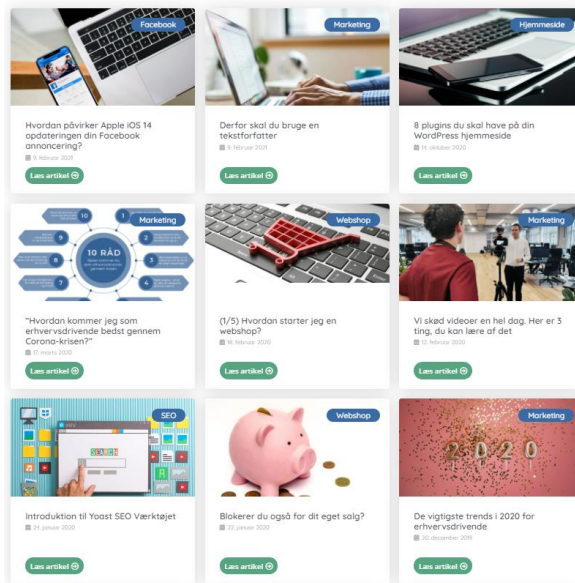 Facebook
Marketing
Hjemmeside
Hvordan påvirker Apple iOS 14
opdateringen din Facebook
annoncering?
9. februar 2021
Læs artikel
Derfor skal du bruge en
tekstforfatter
9. februar 2021
Læs artikel
8 plugins du skal have på din
WordPress hjemmeside
14. oktober 2020
Læs artikel
Marketing
10 RÅD
10
1
9
2
8
3
7
4
Webshop
Marketing
"Hvordan kommer jeg som
erhvervsdrivende bedst gennem
Corona-krisen?"
17. marts 2020
Læs artikel
(1/5) Hvordan starter jeg en
webshop?
Læs artikel
Vi skød videoer en hel dag. Her er 3
ting, du kan lære af det
Læs artikel
SEO
SEARCH
Webshop
Marketing
2020
Introduktion til Yoast SEO Værktøjet
24. januar 2020
Læs artikel
Blokerer du også for dit eget salg?
22. januar 2020
Læs artikel
De vigtigste trends i 2020 for
erhvervsdrivende
20. december 2019
Læs artikel